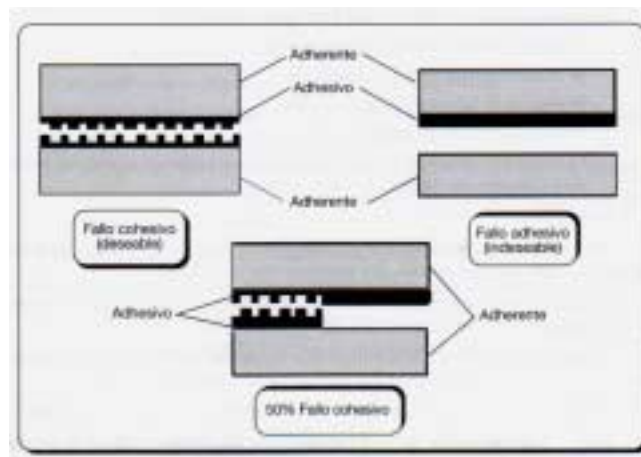 Adherente
Adhesivo
Adherente
Fallo cohesivo
(deseable)
Fallo adhesivo
(indeseable)
Adhesivo
Adherente
50% Fallo cohesivo